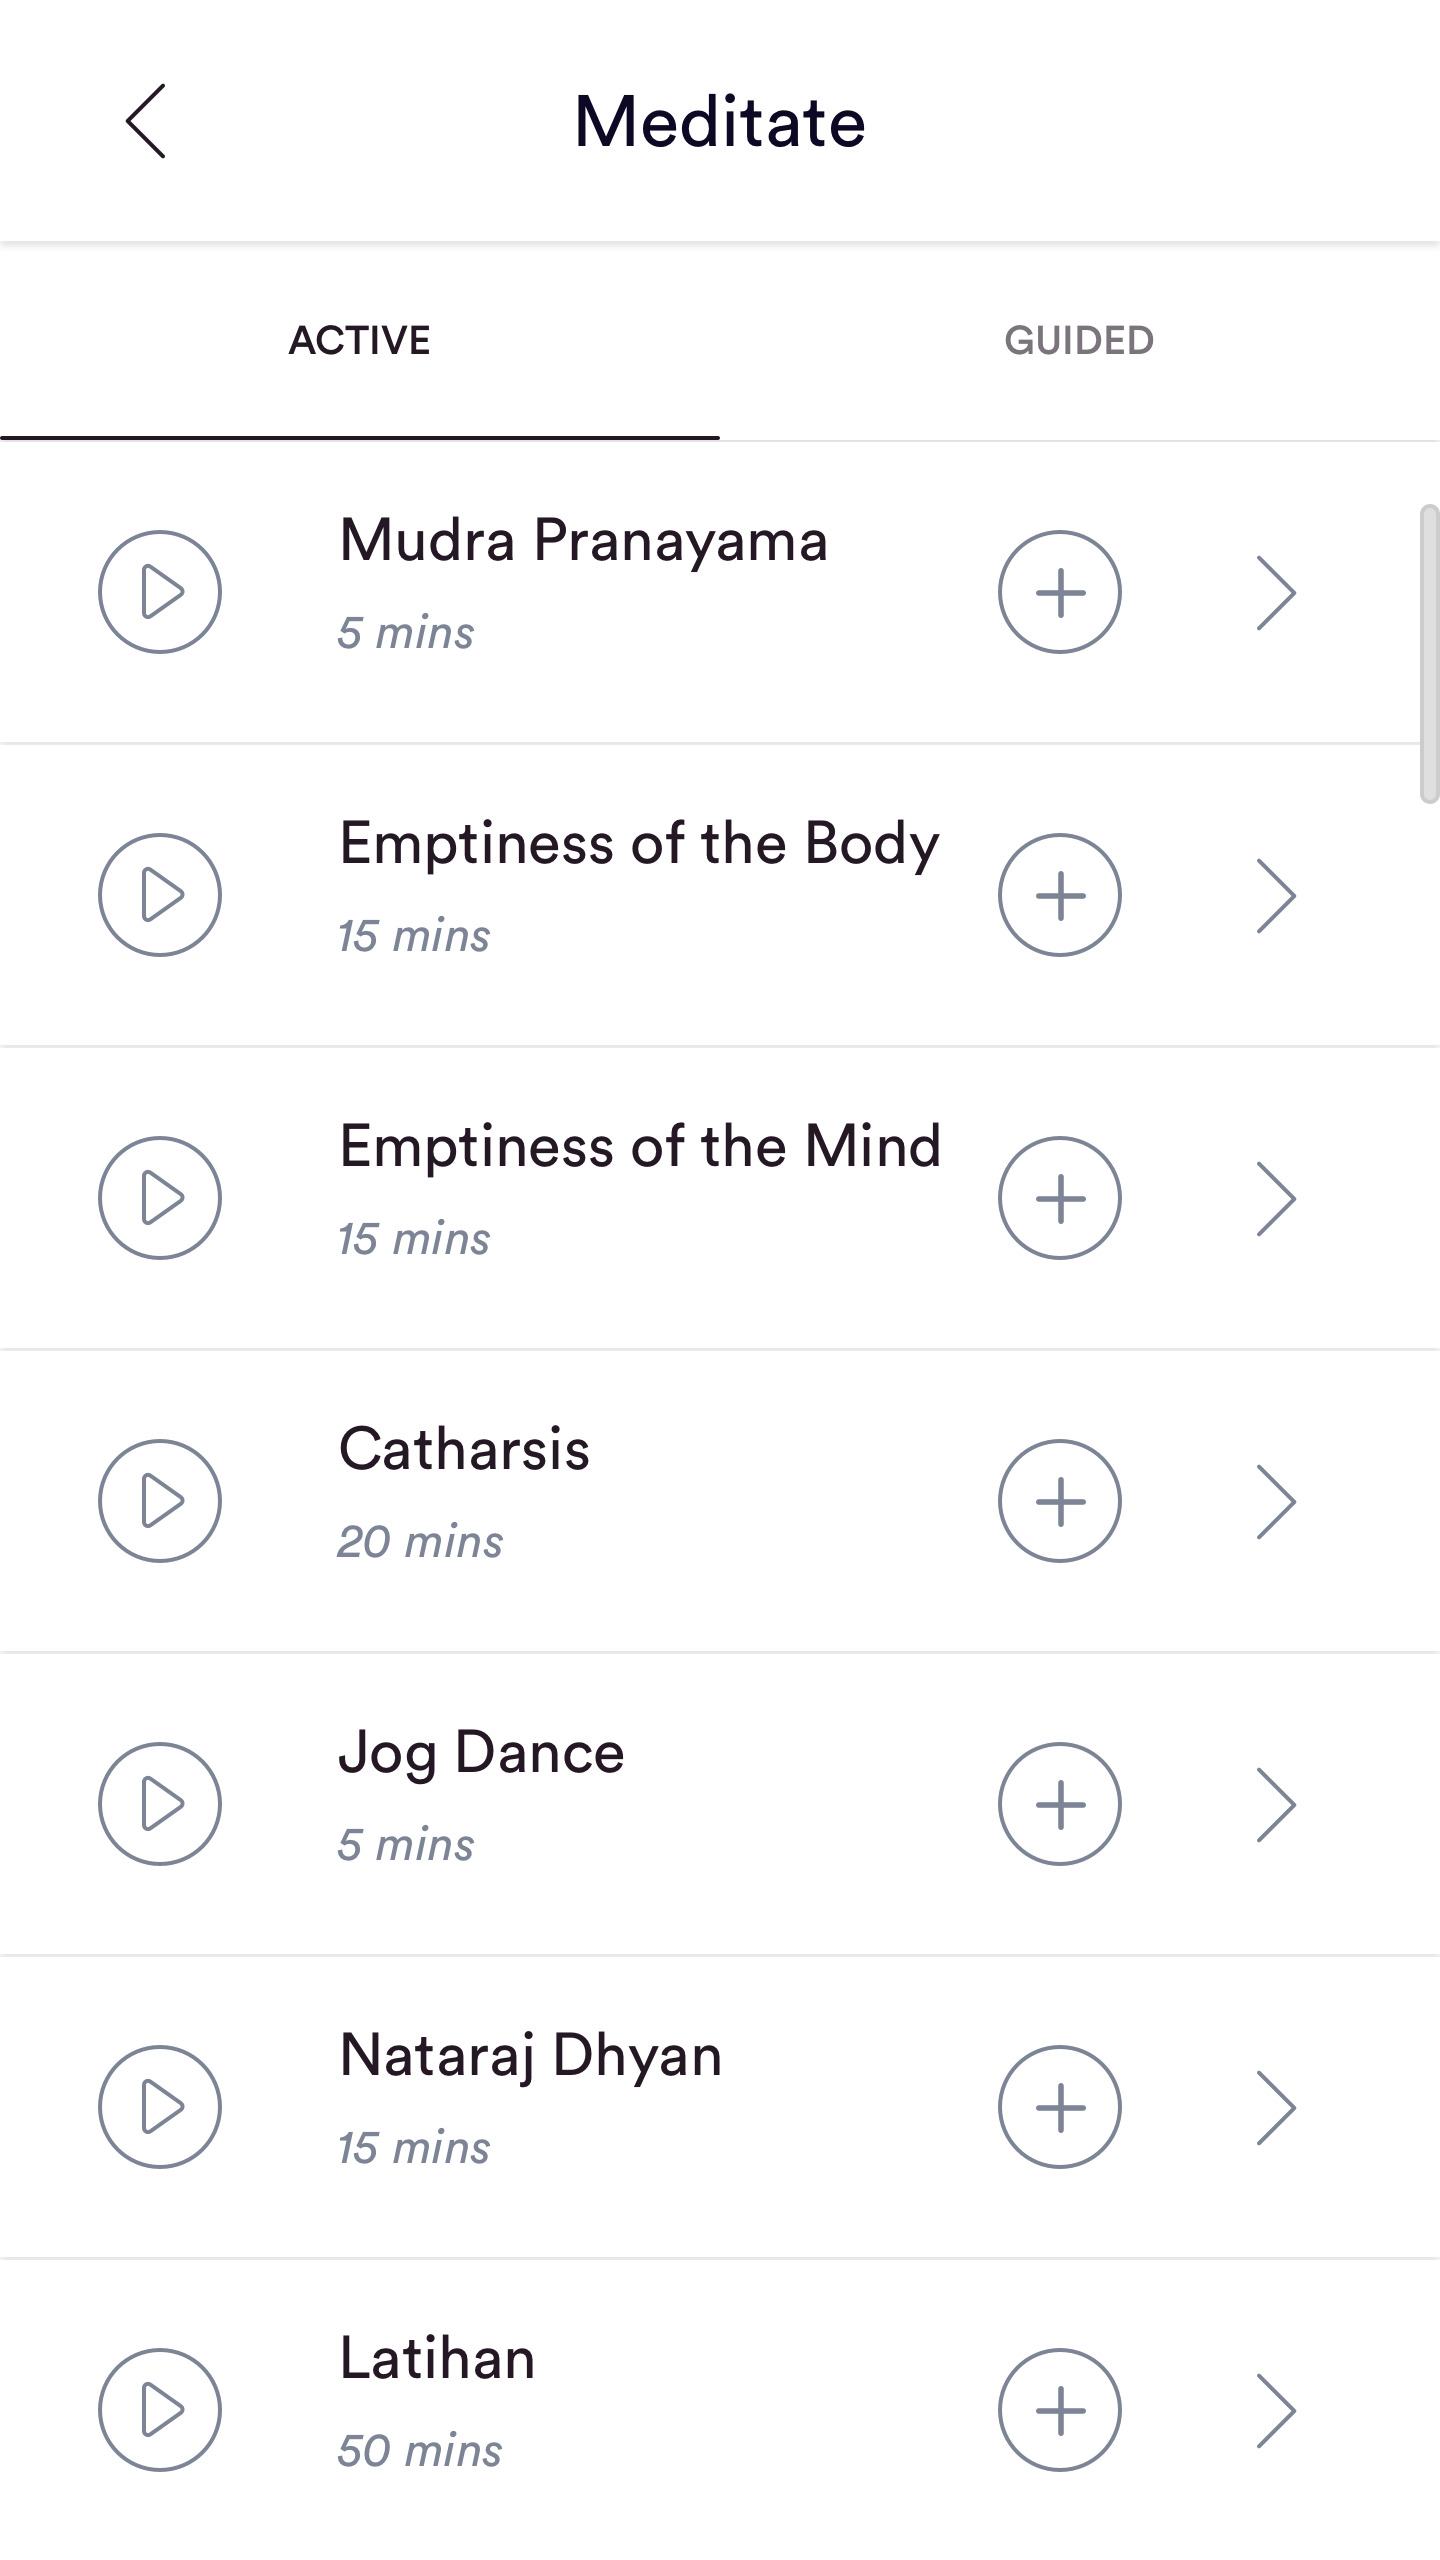 Meditate
ACTIVE
GUIDED
Mudra Pranayama
5 mins
Emptiness of the Body
15 mins
Emptiness of the Mind
15 mins
Catharsis
20 mins
Jog Dance
5 mins
Nataraj Dhyan
15 mins
Latihan
50 mins